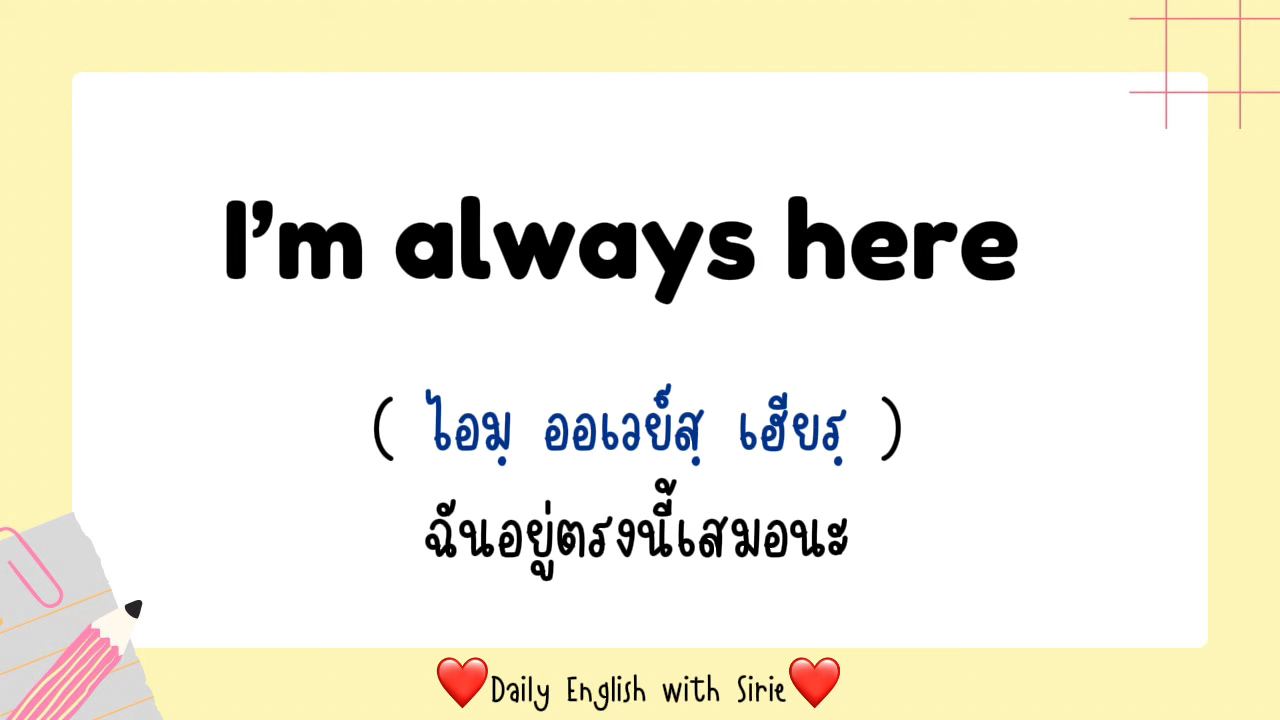 I’m always here
( ไอมฺ ออเวย์สฺ เฮียรฺ )
ฉันอยู่ตรงนี้เสมอนะ
❤️Daily English with Sirie❤️